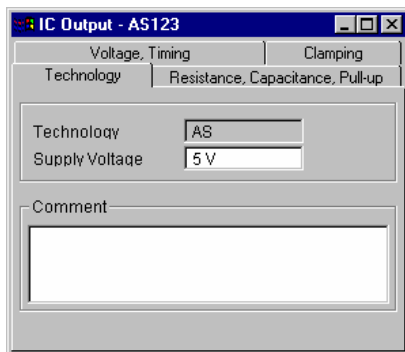 IC Output - AS123
Voltage, Timing Clamping
Technology Resistance, Capacitance, Pull-up
Technology AS
Supply Voltage 5 V
Comment